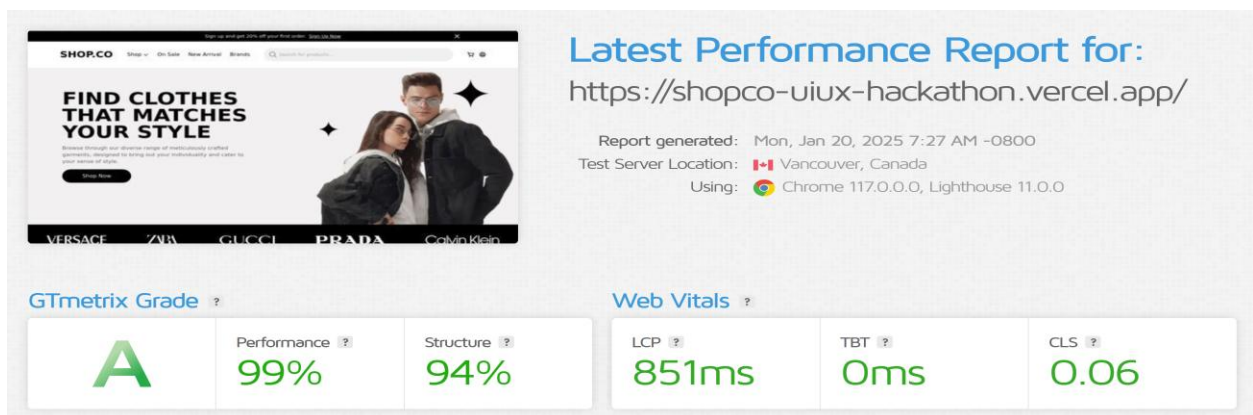 Sign up and get 20% off your first order. Sign Up Now
SHOP.CO Shop On Sale New Arrival Brands Search for products...
FIND CLOTHES
THAT MATCHES
YOUR STYLE
Browse through our diverse range of meticulously crafted
garments, designed to bring out your individuality and cater to
your sense of style.
Shop Now
VERSACE ZARA GUCCI PRADA Calvin Klein
Latest Performance Report for:
https://shopco-uiux-hackathon.vercel.app/
Report generated: Mon, Jan 20, 2025 7:27 AM -0800
Test Server Location: Vancouver, Canada
Using: Chrome 117.0.0.0, Lighthouse 11.0.0
GTmetrix Grade ?
A
Performance ?
99%
Structure ?
94%
Web Vitals ?
LCP ?
851ms
TBT ?
0ms
CLS ?
0.06